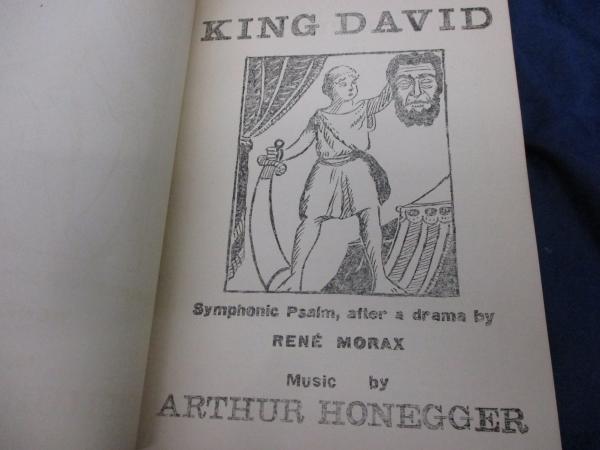 KING DAVID
Symphonic Psalm, after a drama by
RENÉ MORAX
Music by
ARTHUR HONEGGER